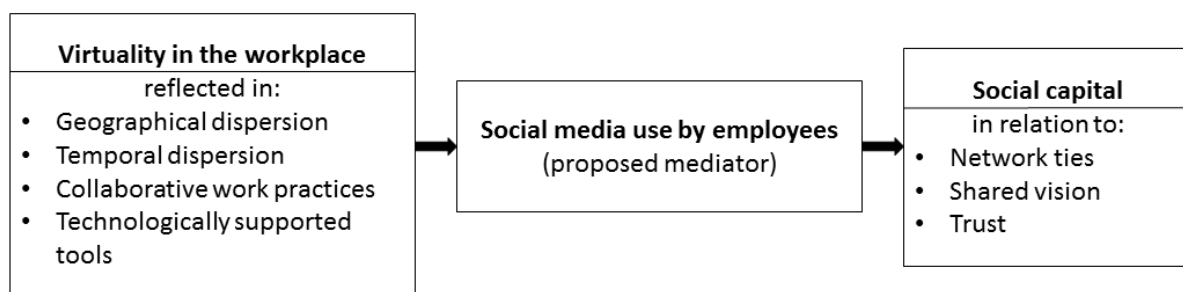 Virtuality in the workplace
reflected in:
• Geographical dispersion
• Temporal dispersion
• Collaborative work practices
• Technologically supported
tools
Social media use by employees
(proposed mediator)
Social capital
in relation to:
• Network ties
• Shared vision
• Trust